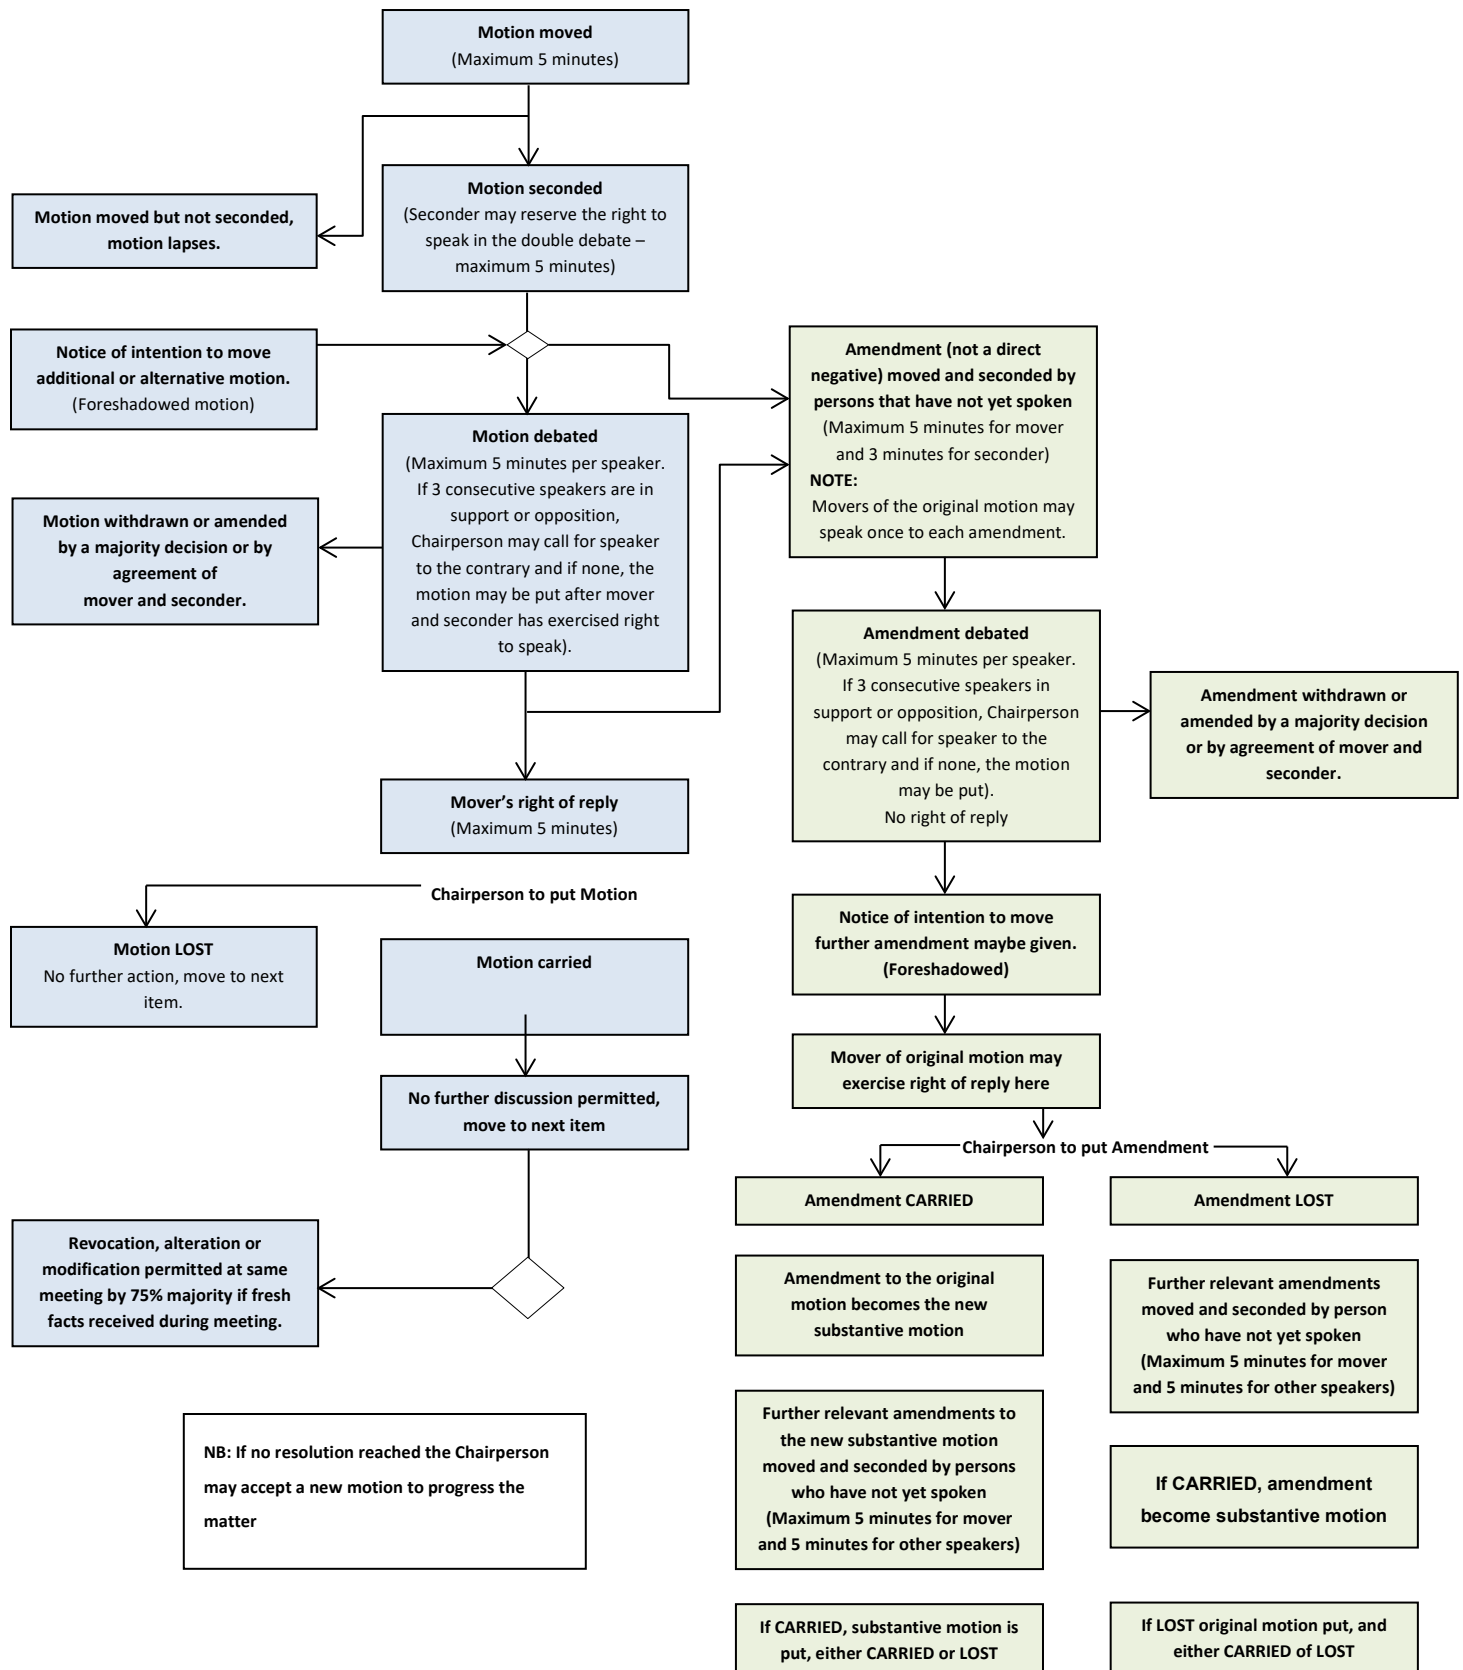 Motion moved
(Maximum 5 minutes)
Motion seconded
(Seconder may reserve the right to
speak in the double debate –
maximum 5 minutes)
Motion moved but not seconded,
motion lapses.
Notice of intention to move
additional or alternative motion.
(Foreshadowed motion)
Motion debated
(Maximum 5 minutes per speaker.
If 3 consecutive speakers are in
support or opposition,
Chairperson may call for speaker
to the contrary and if none, the
motion may be put after mover
and seconder has exercised right
to speak).
Motion withdrawn or amended
by a majority decision or by
agreement of
mover and seconder.
Mover’s right of reply
(Maximum 5 minutes)
Chairperson to put Motion
Motion LOST
No further action, move to next
item.
Motion carried
No further discussion permitted,
move to next item
Revocation, alteration or
modification permitted at same
meeting by 75% majority if fresh
facts received during meeting.
NB: If no resolution reached the Chairperson
may accept a new motion to progress the
matter
Amendment (not a direct
negative) moved and seconded by
persons that have not yet spoken
(Maximum 5 minutes for mover
and 3 minutes for seconder)
NOTE:
Movers of the original motion may
speak once to each amendment.
Amendment debated
(Maximum 5 minutes per speaker.
If 3 consecutive speakers in
support or opposition, Chairperson
may call for speaker to the
contrary and if none, the motion
may be put).
No right of reply
Amendment withdrawn or
amended by a majority decision
or by agreement of mover and
seconder.
Notice of intention to move
further amendment maybe given.
(Foreshadowed)
Mover of original motion may
exercise right of reply here
Chairperson to put Amendment
Amendment CARRIED
Amendment to the original
motion becomes the new
substantive motion
Further relevant amendments to
the new substantive motion
moved and seconded by persons
who have not yet spoken
(Maximum 5 minutes for mover
and 5 minutes for other speakers)
If CARRIED, substantive motion is
put, either CARRIED or LOST
Amendment LOST
Further relevant amendments
moved and seconded by person
who have not yet spoken
(Maximum 5 minutes for mover
and 5 minutes for other speakers)
If CARRIED, amendment
become substantive motion
If LOST original motion put, and
either CARRIED of LOST